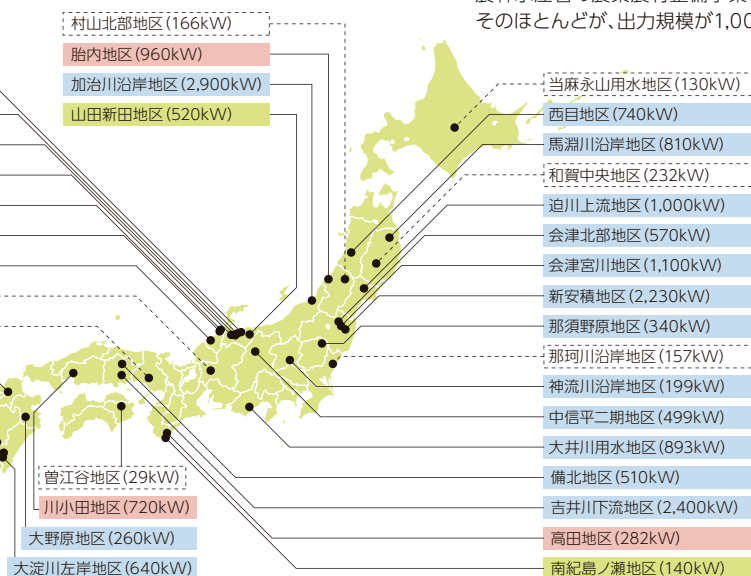 そのほとんどが、出力規模が1,00
村山北部地区(166kW)
胎内地区(960kW)
加治川沿岸地区(2,900kW)
山田新田地区(520kW)
当麻永山用水地区(130kW)
西目地区(740kW)
馬淵川沿岸地区(810kW)
和賀中央地区(232kW)
迫川上流地区(1,000kW)
会津北部地区(570kW)
会津宮川地区(1,100kW)
新安積地区(2,230kW)
那須野原地区(340kW)
那珂川沿岸地区(157kW)
神流川沿岸地区(199kW)
中信平二期地区(499kW)
大井川用水地区(893kW)
備北地区(510kW)
吉井川下流地区(2,400kW)
高田地区(282kW)
南紀島ノ瀬地区(140kW)
曽江谷地区(29kW)
川小田地区(720kW)
大野原地区(260kW)
大淀川左岸地区(640kW)